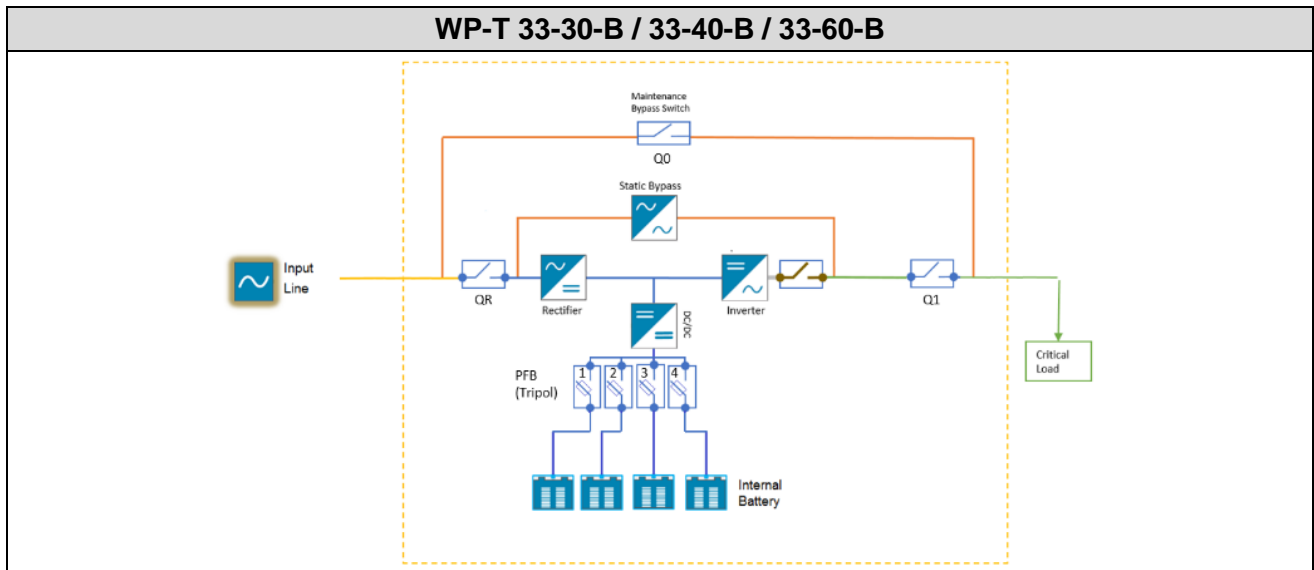 WP-T 33-30-B / 33-40-B / 33-60-B
Maintenance
Bypass Switch
Q0
Static Bypass
Input
Line
QR
Rectifier
Inverter
Q1
DC/DC
Critical
Load
PFB
(Tripol)
1
2
3
4
Internal
Battery